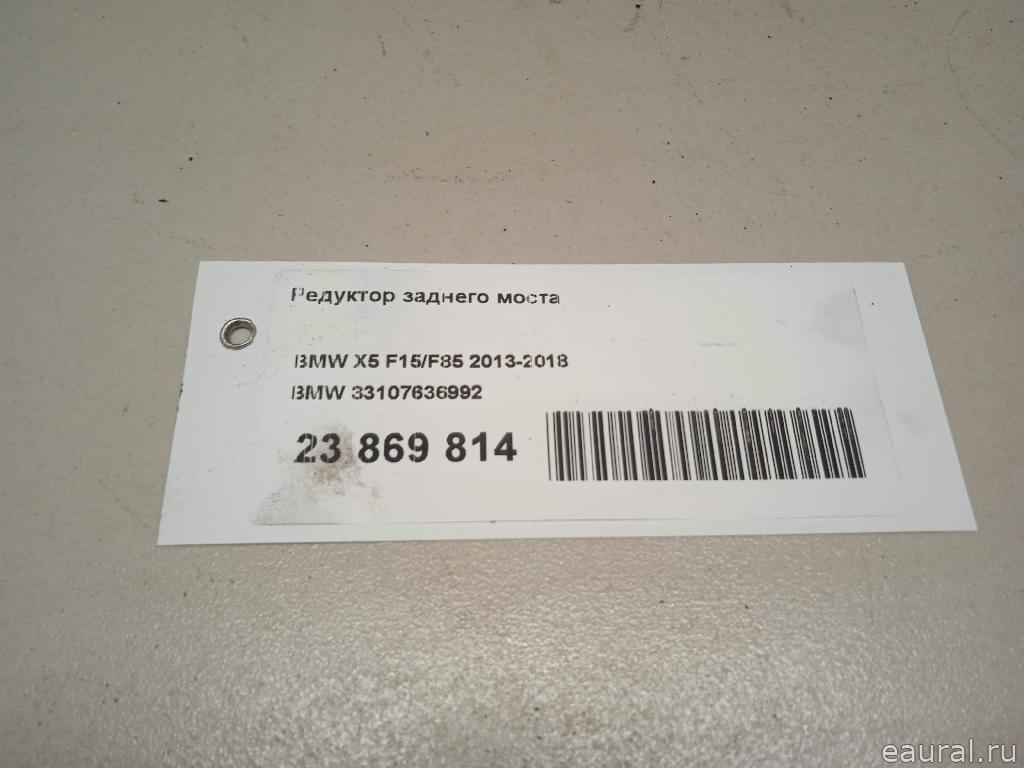 Редуктор заднего моста
BMW X5 F15/F85 2013-2018
BMW 33107636992
23 869 814
eaural.ru